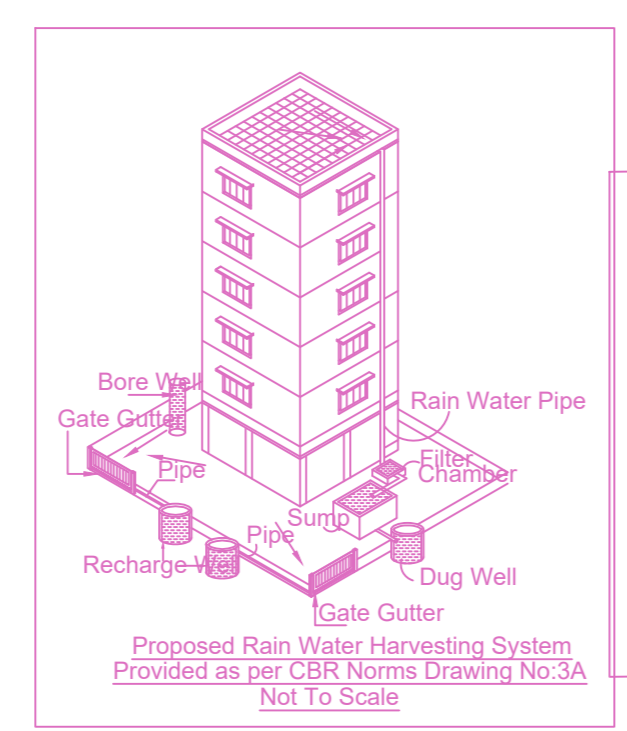 Bore Well
Rain Water Pipe
Gate Gutter
Filter
Chamber
Pipe
Sump
Pipe
Recharge Well
Dug Well
Gate Gutter
Proposed Rain Water Harvesting System
Provided as per CBR Norms Drawing No:3A
Not To Scale